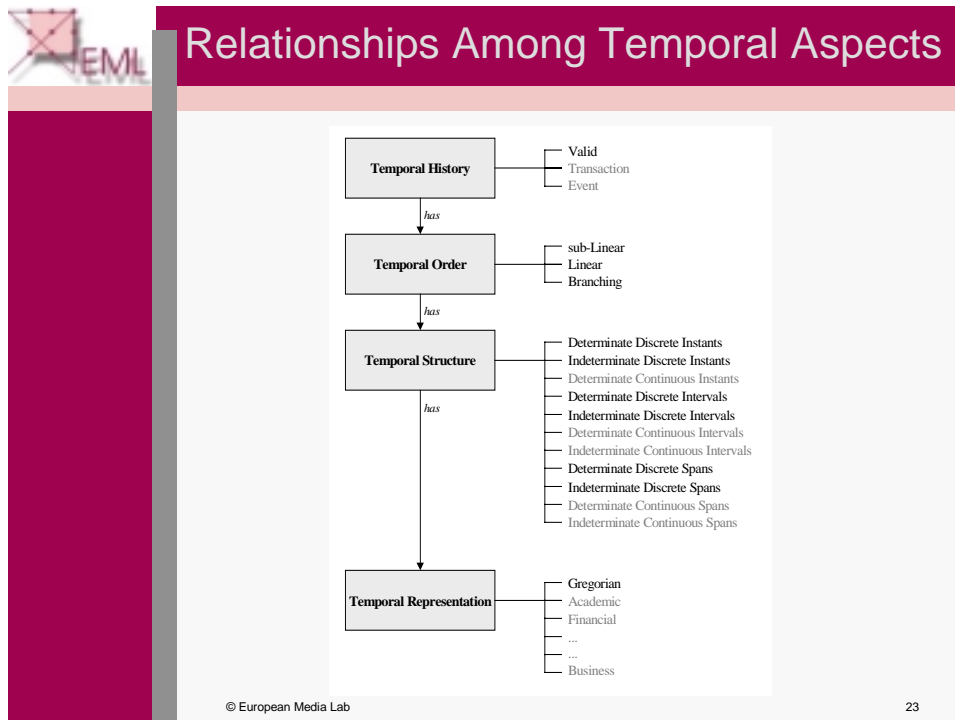 EML
Relationships Among Temporal Aspects
Temporal History
Valid
Transaction
Event
has
Temporal Order
sub-Linear
Linear
Branching
has
Temporal Structure
Determinate Discrete Instants
Indeterminate Discrete Instants
Determinate Continuous Instants
Determinate Discrete Intervals
Indeterminate Discrete Intervals
Determinate Continuous Intervals
Indeterminate Continuous Intervals
Determinate Discrete Spans
Indeterminate Discrete Spans
Determinate Continuous Spans
Indeterminate Continuous Spans
has
Temporal Representation
Gregorian
Academic
Financial
...
...
Business
© European Media Lab
23